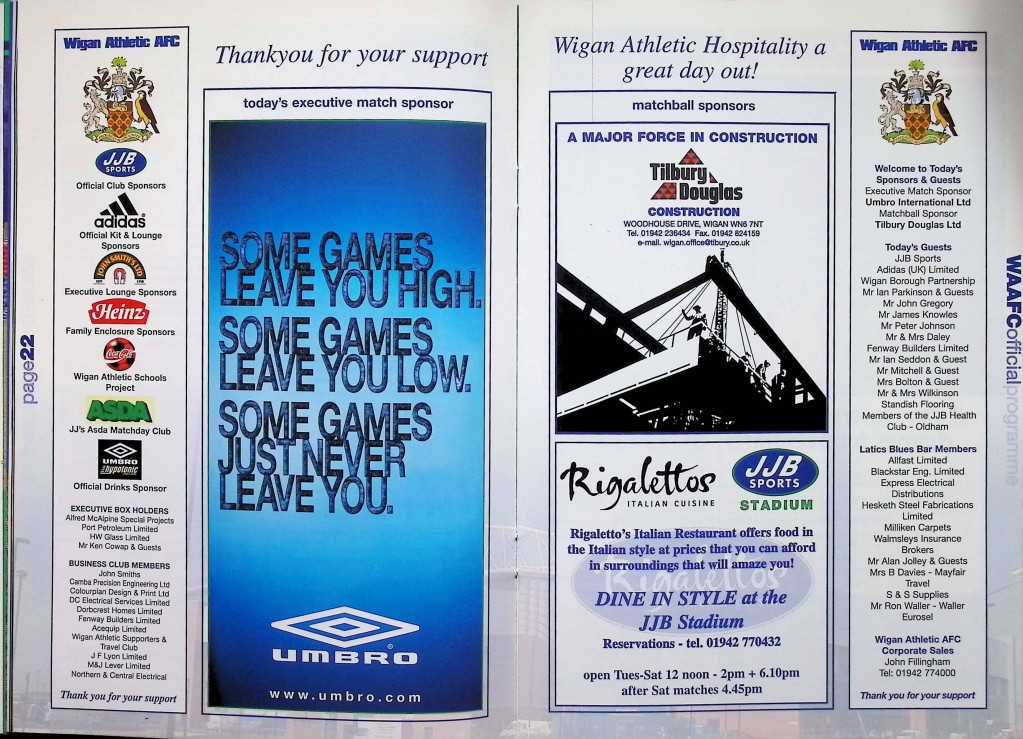 Wigan Athletic AFC
JJB
SPORTS
Official Club Sponsors
adidas
Official Kit & Lounge
Sponsors
JOHN SMITH'S LTD
Executive Lounge Sponsors
Heinz
Family Enclosure Sponsors
Coca-Cola
Wigan Athletic Schools
Project
ASDA
JJ's Asda Matchday Club
UMBRO
hypotonic
Official Drinks Sponsor
EXECUTIVE BOX HOLDERS
Alfred McAlpine Special Projects
Port Petroleum Limited
HW Glass Limited
Mr Ken Cowap & Guests
BUSINESS CLUB MEMBERS
John Smiths
Camba Precision Engineering Ltd
Colourplan Design & Print Ltd
DC Electrical Services Limited
Dorbcrest Homes Limited
Fenway Builders Limited
Acequip Limited
Wigan Athletic Supporters &
Travel Club
J F Lyon Limited
M&J Lever Limited
Northern & Central Electrical
Thank you for your support
page22
Thankyou for your support
today's executive match sponsor
SOME GAMES
LEAVE YOU HIGH.
SOME GAMES
LEAVE YOU LOW.
SOME GAMES
JUST NEVER
LEAVE YOU.
UMBRO
www.umbro.com
Wigan Athletic Hospitality a
great day out!
matchball sponsors
A MAJOR FORCE IN CONSTRUCTION
Tilbury
Douglas
CONSTRUCTION
WOODHOUSE DRIVE, WIGAN WN6 7NT
Tel. 01942 236434 Fax. 01942 824159
e-mail. wigan.office@tlbury.co.uk
Rigalettos
ITALIAN CUISINE
JJB
SPORTS
STADIUM
Rigaletto's Italian Restaurant offers food in
the Italian style at prices that you can afford
in surroundings that will amaze you!
Rigalettos
DINE IN STYLE at the
JJB Stadium
Reservations - tel. 01942 770432
open Tues-Sat 12 noon - 2pm + 6.10pm
after Sat matches 4.45pm
Wigan Athletic AFC
Welcome to Today's
Sponsors & Guests
Executive Match Sponsor
Umbro International Ltd
Matchball Sponsor
Tilbury Douglas Ltd
Today's Guests
JJB Sports
Adidas (UK) Limited
Wigan Borough Partnership
Mr Ian Parkinson & Guests
Mr John Gregory
Mr James Knowles
Mr Peter Johnson
Mr & Mrs Daley
Fenway Builders Limited
Mr Ian Seddon & Guest
Mr Mitchell & Guest
Mrs Bolton & Guest
Mr & Mrs Wilkinson
Standish Flooring
Members of the JJB Health
Club - Oldham
Latics Blues Bar Members
Allfast Limited
Blackstar Eng. Limited
Express Electrical
Distributions
Hesketh Steel Fabrications
Limited
Milliken Carpets
Walmsleys Insurance
Brokers
Mr Alan Jolley & Guests
Mrs B Davies - Mayfair
Travel
S & S Supplies
Mr Ron Waller - Waller
Eurosel
Wigan Athletic AFC
Corporate Sales
John Fillingham
Tel: 01942 774000
Thank you for your support
WAAFCofficialprogramme